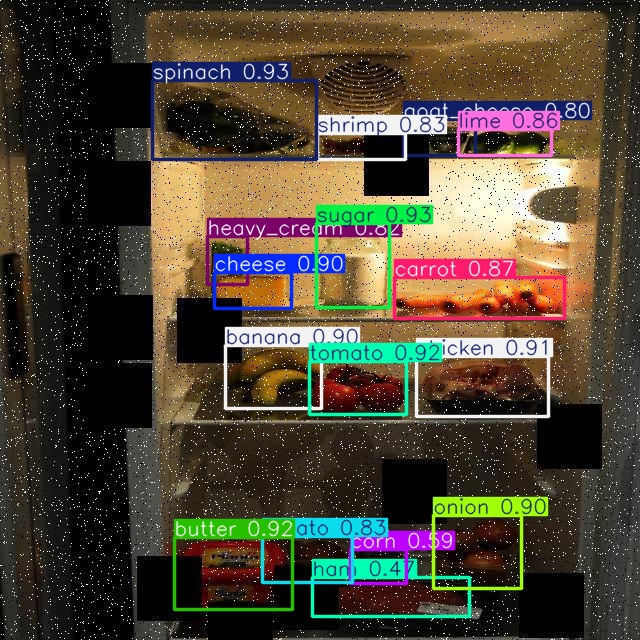 spinach 0.93
goat_cheese 0.80
lime 0.86
shrimp 0.83
sugar 0.93
heavy_cream 0.82
cheese 0.90
carrot 0.87
banana 0.90
tomato 0.92
icken 0.91
onion 0.90
butter 0.92
ato 0.83
corn 0.59
ham 0.47